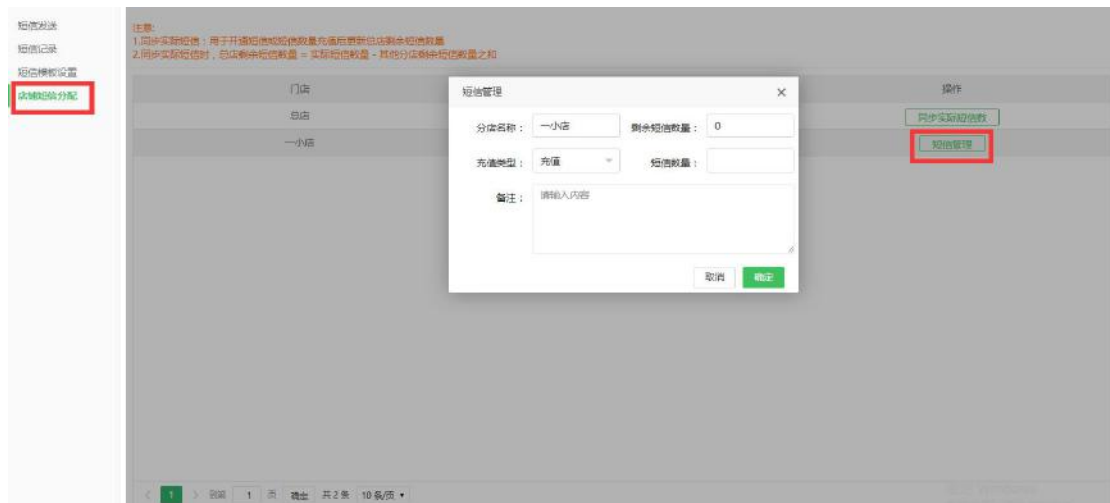 短信发送
短信记录
短信模板设置
店铺短信分配
注意:
1.同步实际短信:用于开通短信或短信数量充值后更新总店剩余短信数量
2.同步实际短信时,总店剩余短信数量 = 实际短信数量 - 其他分店剩余短信数量之和
门店
操作
总店
同步实际短信数
一小店
短信管理
短信管理 ×
分店名称: 一小店 剩余短信数量: 0
充值类型: 充值 短信数量:
备注: 请输入内容
取消 确定
< 1 > 到第 1 页 确定 共 2 条 10 条/页